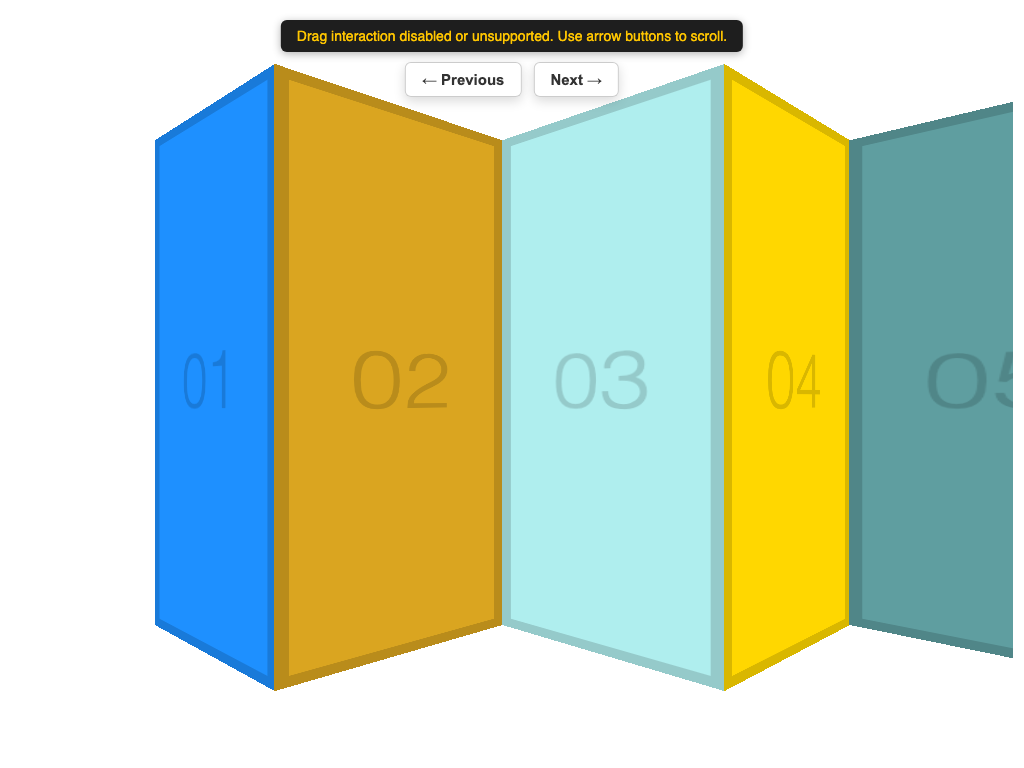 Drag interaction disabled or unsupported. Use arrow buttons to scroll.
← Previous
Next →
01
02
03
04
05